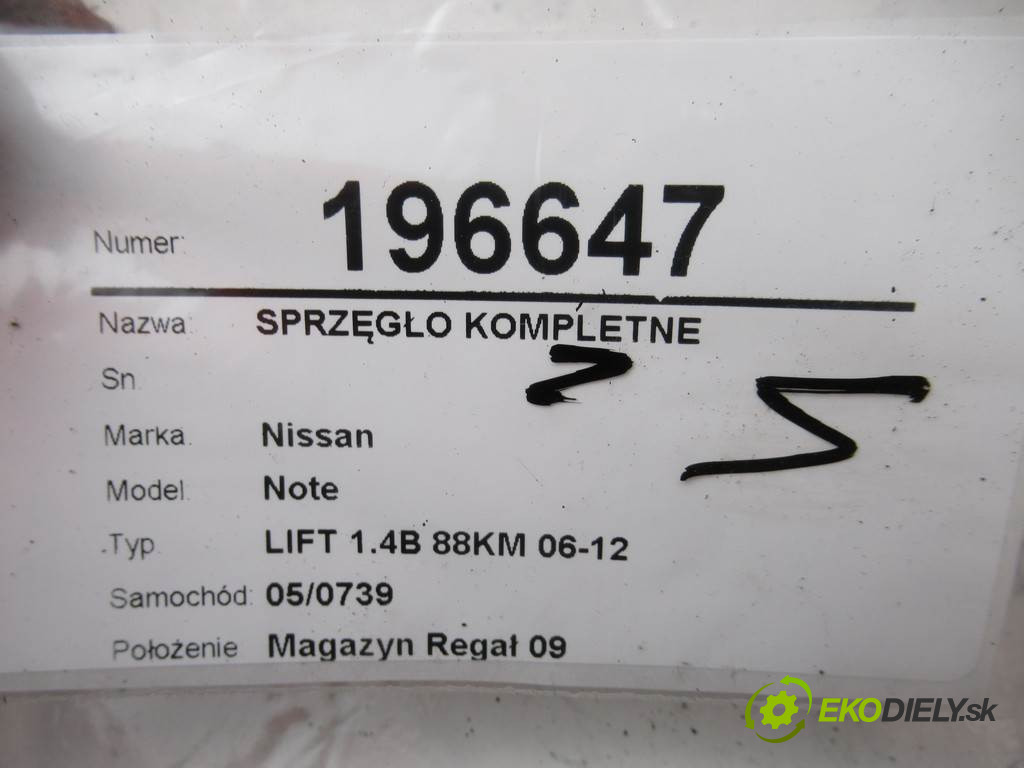 Numer: 196647
Nazwa: SPRZĘGŁO KOMPLETNE
Sn.
Marka. Nissan
Model. Note
Typ. LIFT 1.4B 88KM 06-12
Samochód: 05/0739
Położenie Magazyn Regał 09
EKODIELY.sk